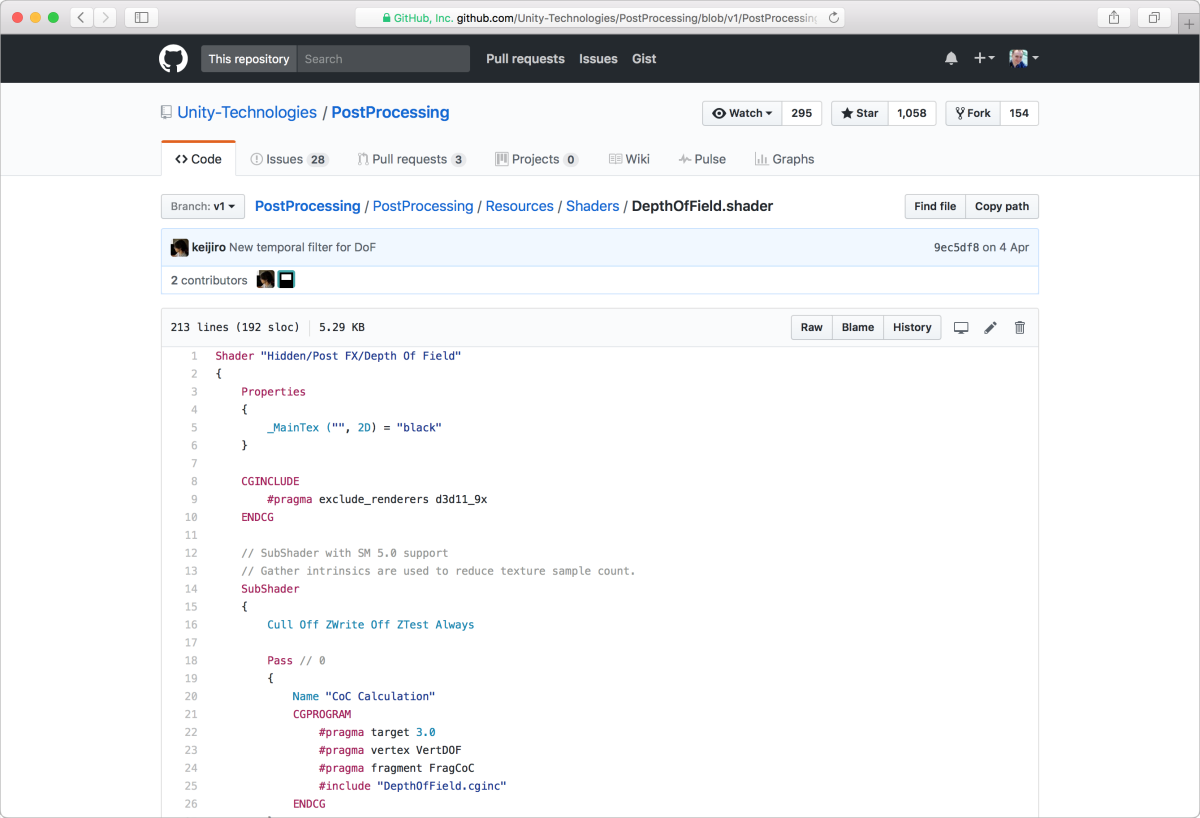 GitHub, Inc. github.com/Unity-Technologies/PostProcessing/blob/v1/PostProcessing
This repository Search Pull requests Issues Gist
Unity-Technologies / PostProcessing Watch 295 Star 1,058 Fork 154
Code Issues 28 Pull requests 3 Projects 0 Wiki Pulse Graphs
Branch: v1 PostProcessing / PostProcessing / Resources / Shaders / DepthOfField.shader Find file Copy path
keijiro New temporal filter for DoF 9ec5df8 on 4 Apr
2 contributors
213 lines (192 sloc) 5.29 KB Raw Blame History
1 Shader "Hidden/Post FX/Depth Of Field"
2 {
3 Properties
4 {
5 _MainTex ("", 2D) = "black"
6 }
7
8 CGINCLUDE
9 #pragma exclude_renderers d3d11_9x
10 ENDCG
11
12 // SubShader with SM 5.0 support
13 // Gather intrinsics are used to reduce texture sample count.
14 SubShader
15 {
16 Cull Off ZWrite Off ZTest Always
17
18 Pass // 0
19 {
20 Name "CoC Calculation"
21 CGPROGRAM
22 #pragma target 3.0
23 #pragma vertex VertDOF
24 #pragma fragment FragCoC
25 #include "DepthOfField.cginc"
26 ENDCG